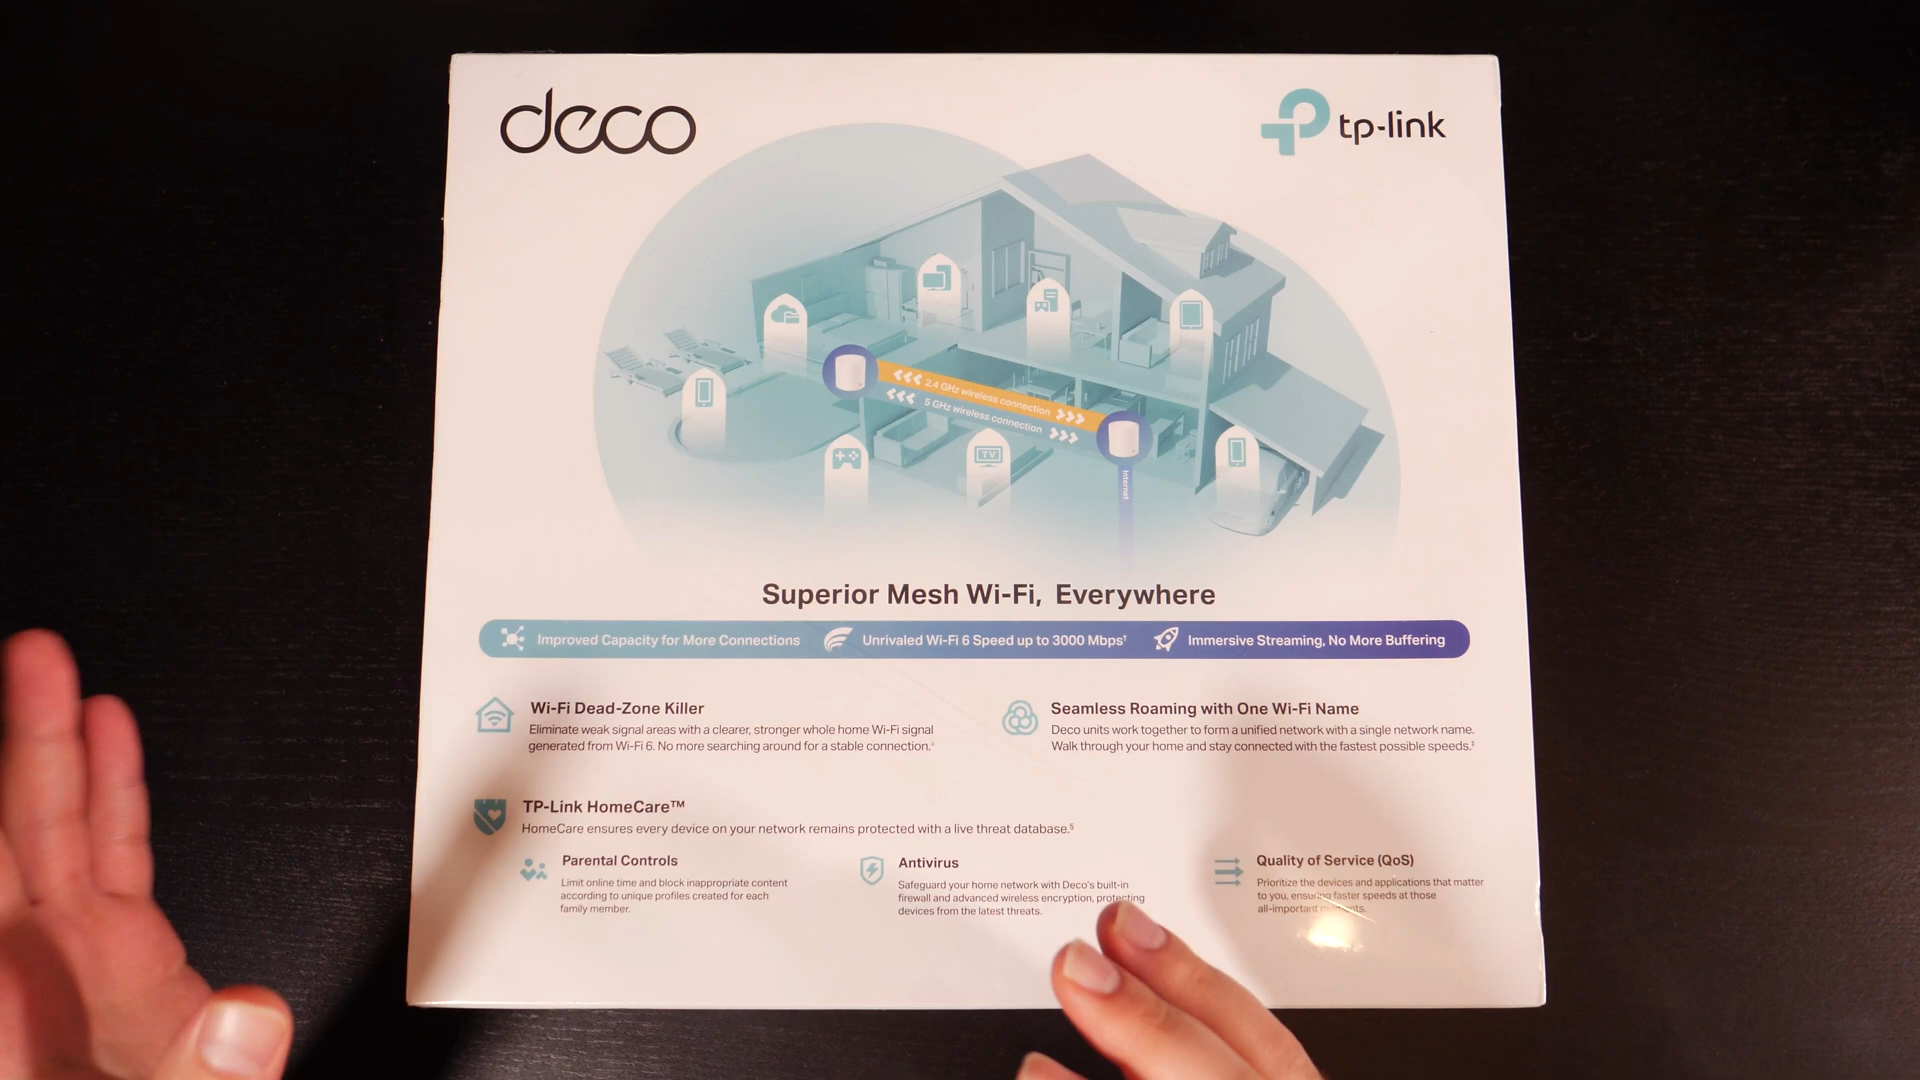 deco
tp-link
2.4 GHz wireless connection
5 GHz wireless connection
TV
Internet
Superior Mesh Wi-Fi, Everywhere
Improved Capacity for More Connections
Unrivaled Wi-Fi 6 Speed up to 3000 Mbps†
Immersive Streaming, No More Buffering
Wi-Fi Dead-Zone Killer
Eliminate weak signal areas with a clearer, stronger whole home Wi-Fi signal
generated from Wi-Fi 6. No more searching around for a stable connection.
Seamless Roaming with One Wi-Fi Name
Deco units work together to form a unified network with a single network name.
Walk through your home and stay connected with the fastest possible speeds.‡
TP-Link HomeCare™
HomeCare ensures every device on your network remains protected with a live threat database.§
Parental Controls
Limit online time and block inappropriate content
according to unique profiles created for each
family member.
Antivirus
Safeguard your home network with Deco's built-in
firewall and advanced wireless encryption, protecting
devices from the latest threats.
Quality of Service (QoS)
Prioritize the devices and applications that matter
to you, ensuring faster speeds at those
all-important moments.